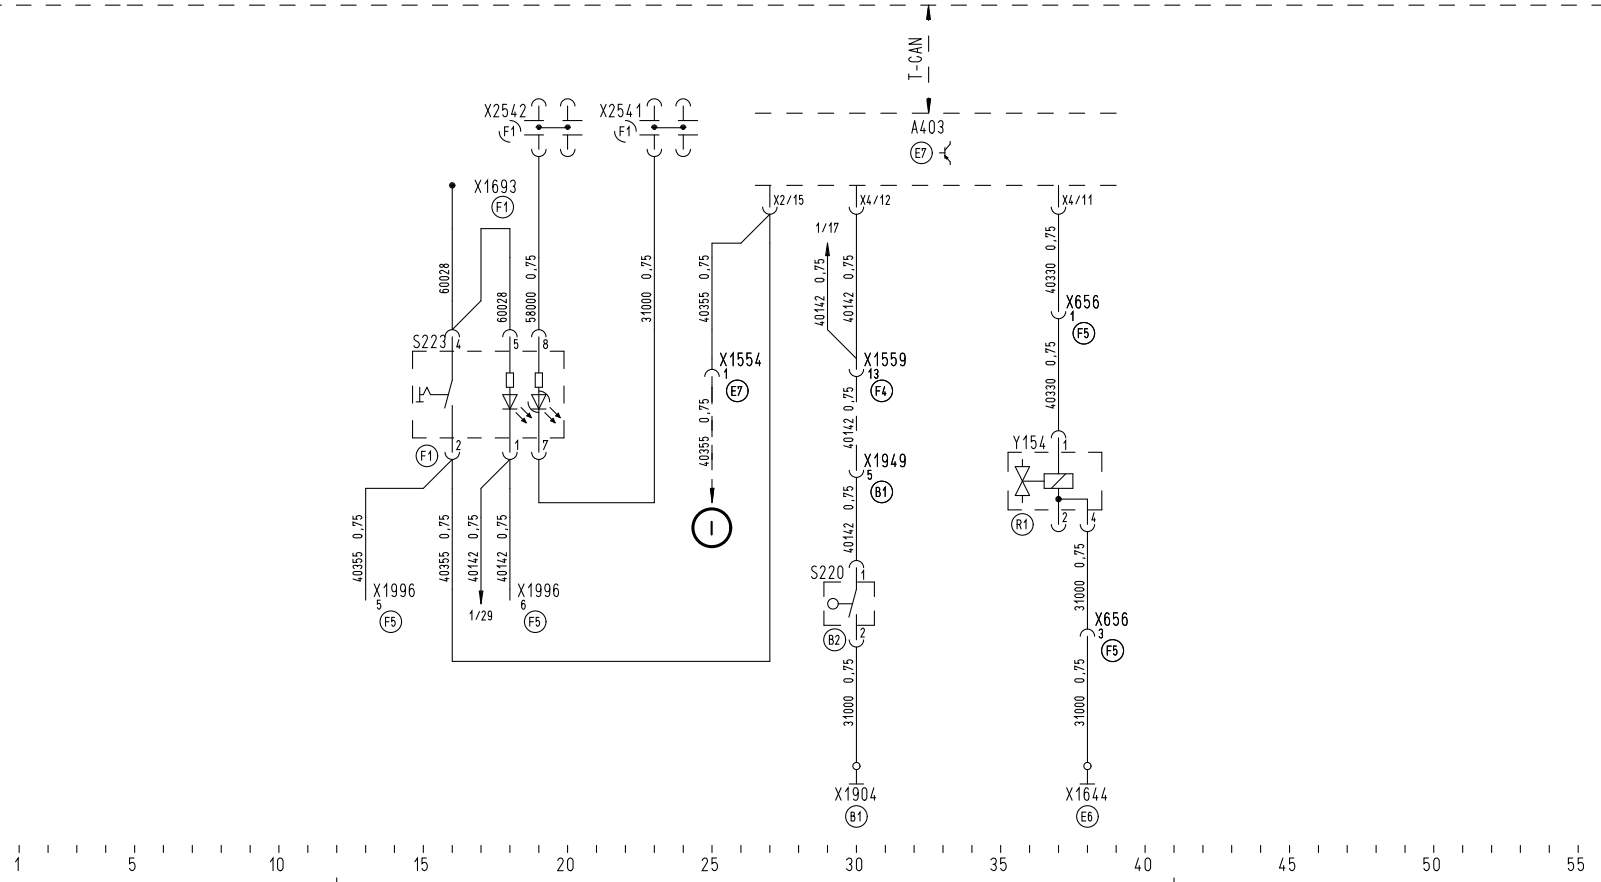 T-CAN
X2542
F1
X2541
F1
A403
E7
X1693
F1
X2/15
X4/12
X4/11
1/17
60028
60028
58000 0,75
31000 0,75
40355 0,75
40142 0,75
40142 0,75
40330 0,75
X656
1
F5
S223
4
5
8
X1554
1
E7
X1559
13
F4
40330 0,75
40355 0,75
40142 0,75
F1
2
1
7
X1949
5
B1
Y154
1
R1
2
4
I
40355 0,75
40355 0,75
40142 0,75
40142 0,75
40142 0,75
31000 0,75
X1996
5
F5
1/29
X1996
6
F5
S220
1
B2
2
X656
3
F5
31000 0,75
31000 0,75
X1904
B1
X1644
E6
1 5 10 15 20 25 30 35 40 45 50 55